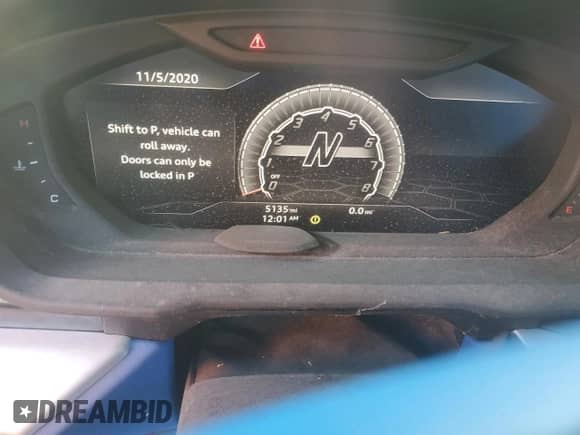 11/5/2020
Shift to P, vehicle can
roll away.
Doors can only be
locked in P
H
C
0
1
2
3
4
5
6
7
8
OFF
N
E
5135 mi
0.0 mi
12:01 AM
DREAMBID